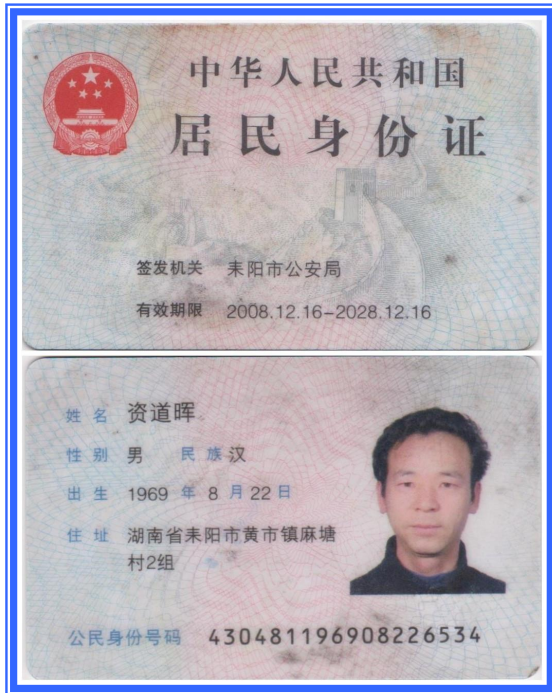 中华人民共和国
居民身份证
签发机关 耒阳市公安局
有效期限 2008.12.16-2028.12.16
姓名 资道晖
性别 男 民族 汉
出生 1969 年 8 月 22 日
住址 湖南省耒阳市黄市镇麻塘
村2组
公民身份号码 430481196908226534